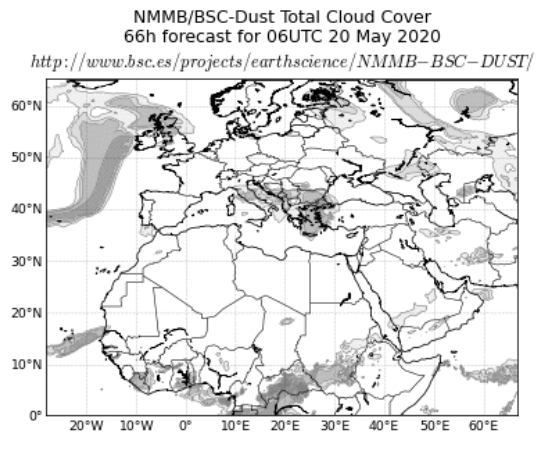 NMMB/BSC-Dust Total Cloud Cover
66h forecast for 06UTC 20 May 2020
http://www.bsc.es/projects/earthscience/NMMB−BSC−DUST/
60°N
50°N
40°N
30°N
20°N
10°N
0°
20°W 10°W 0° 10°E 20°E 30°E 40°E 50°E 60°E